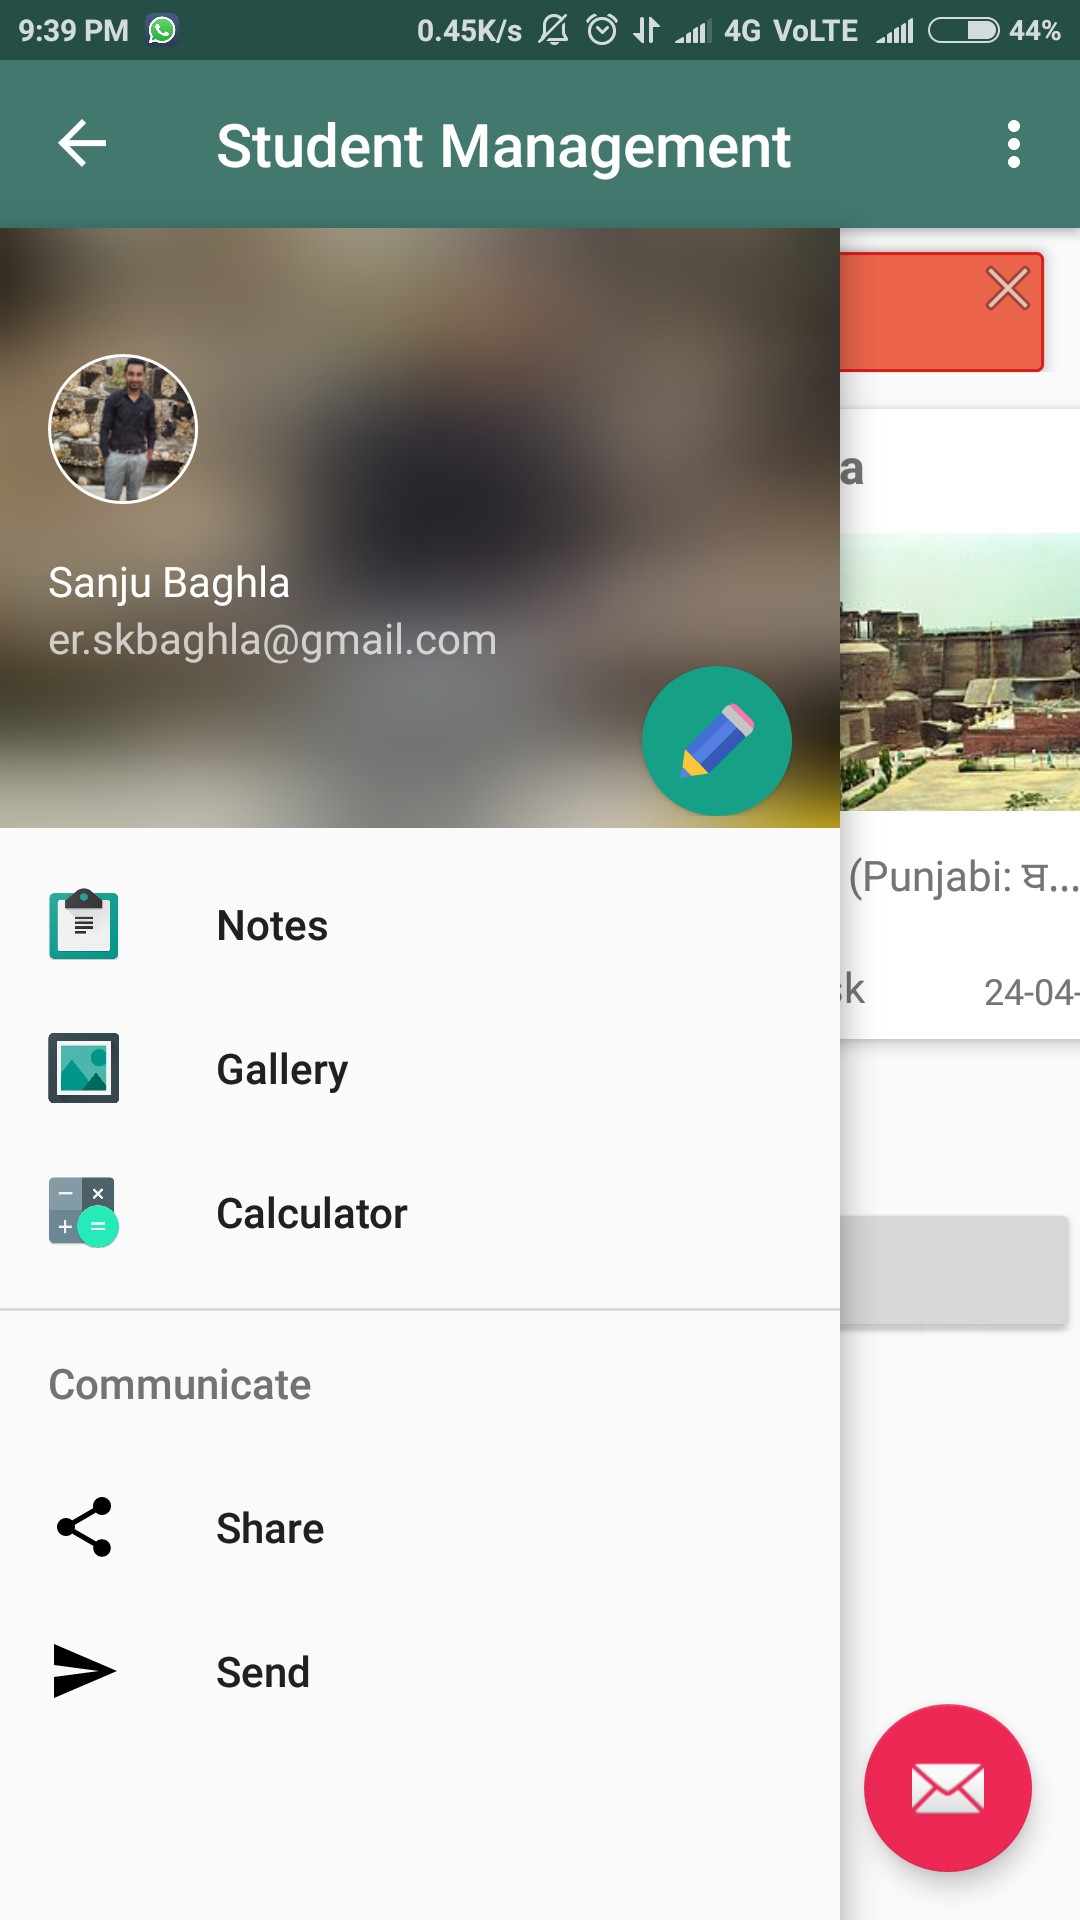 9:39 PM 0.45K/s 4G VoLTE 44%
Student Management
Sanju Baghla
er.skbaghla@gmail.com
Notes
Gallery
Calculator
Communicate
Share
Send
a
(Punjabi: ਬ...
sk 24-04-